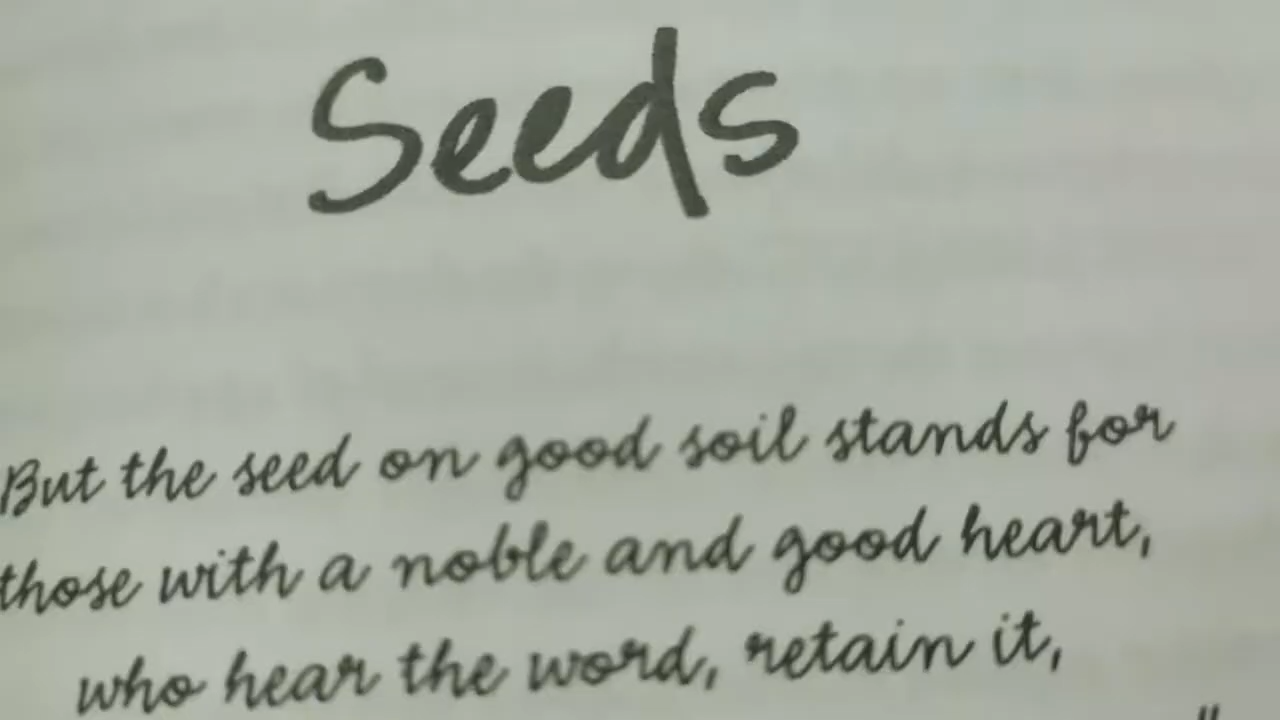 Seeds
But the seed on good soil stands for
those with a noble and good heart,
who hear the word, retain it,